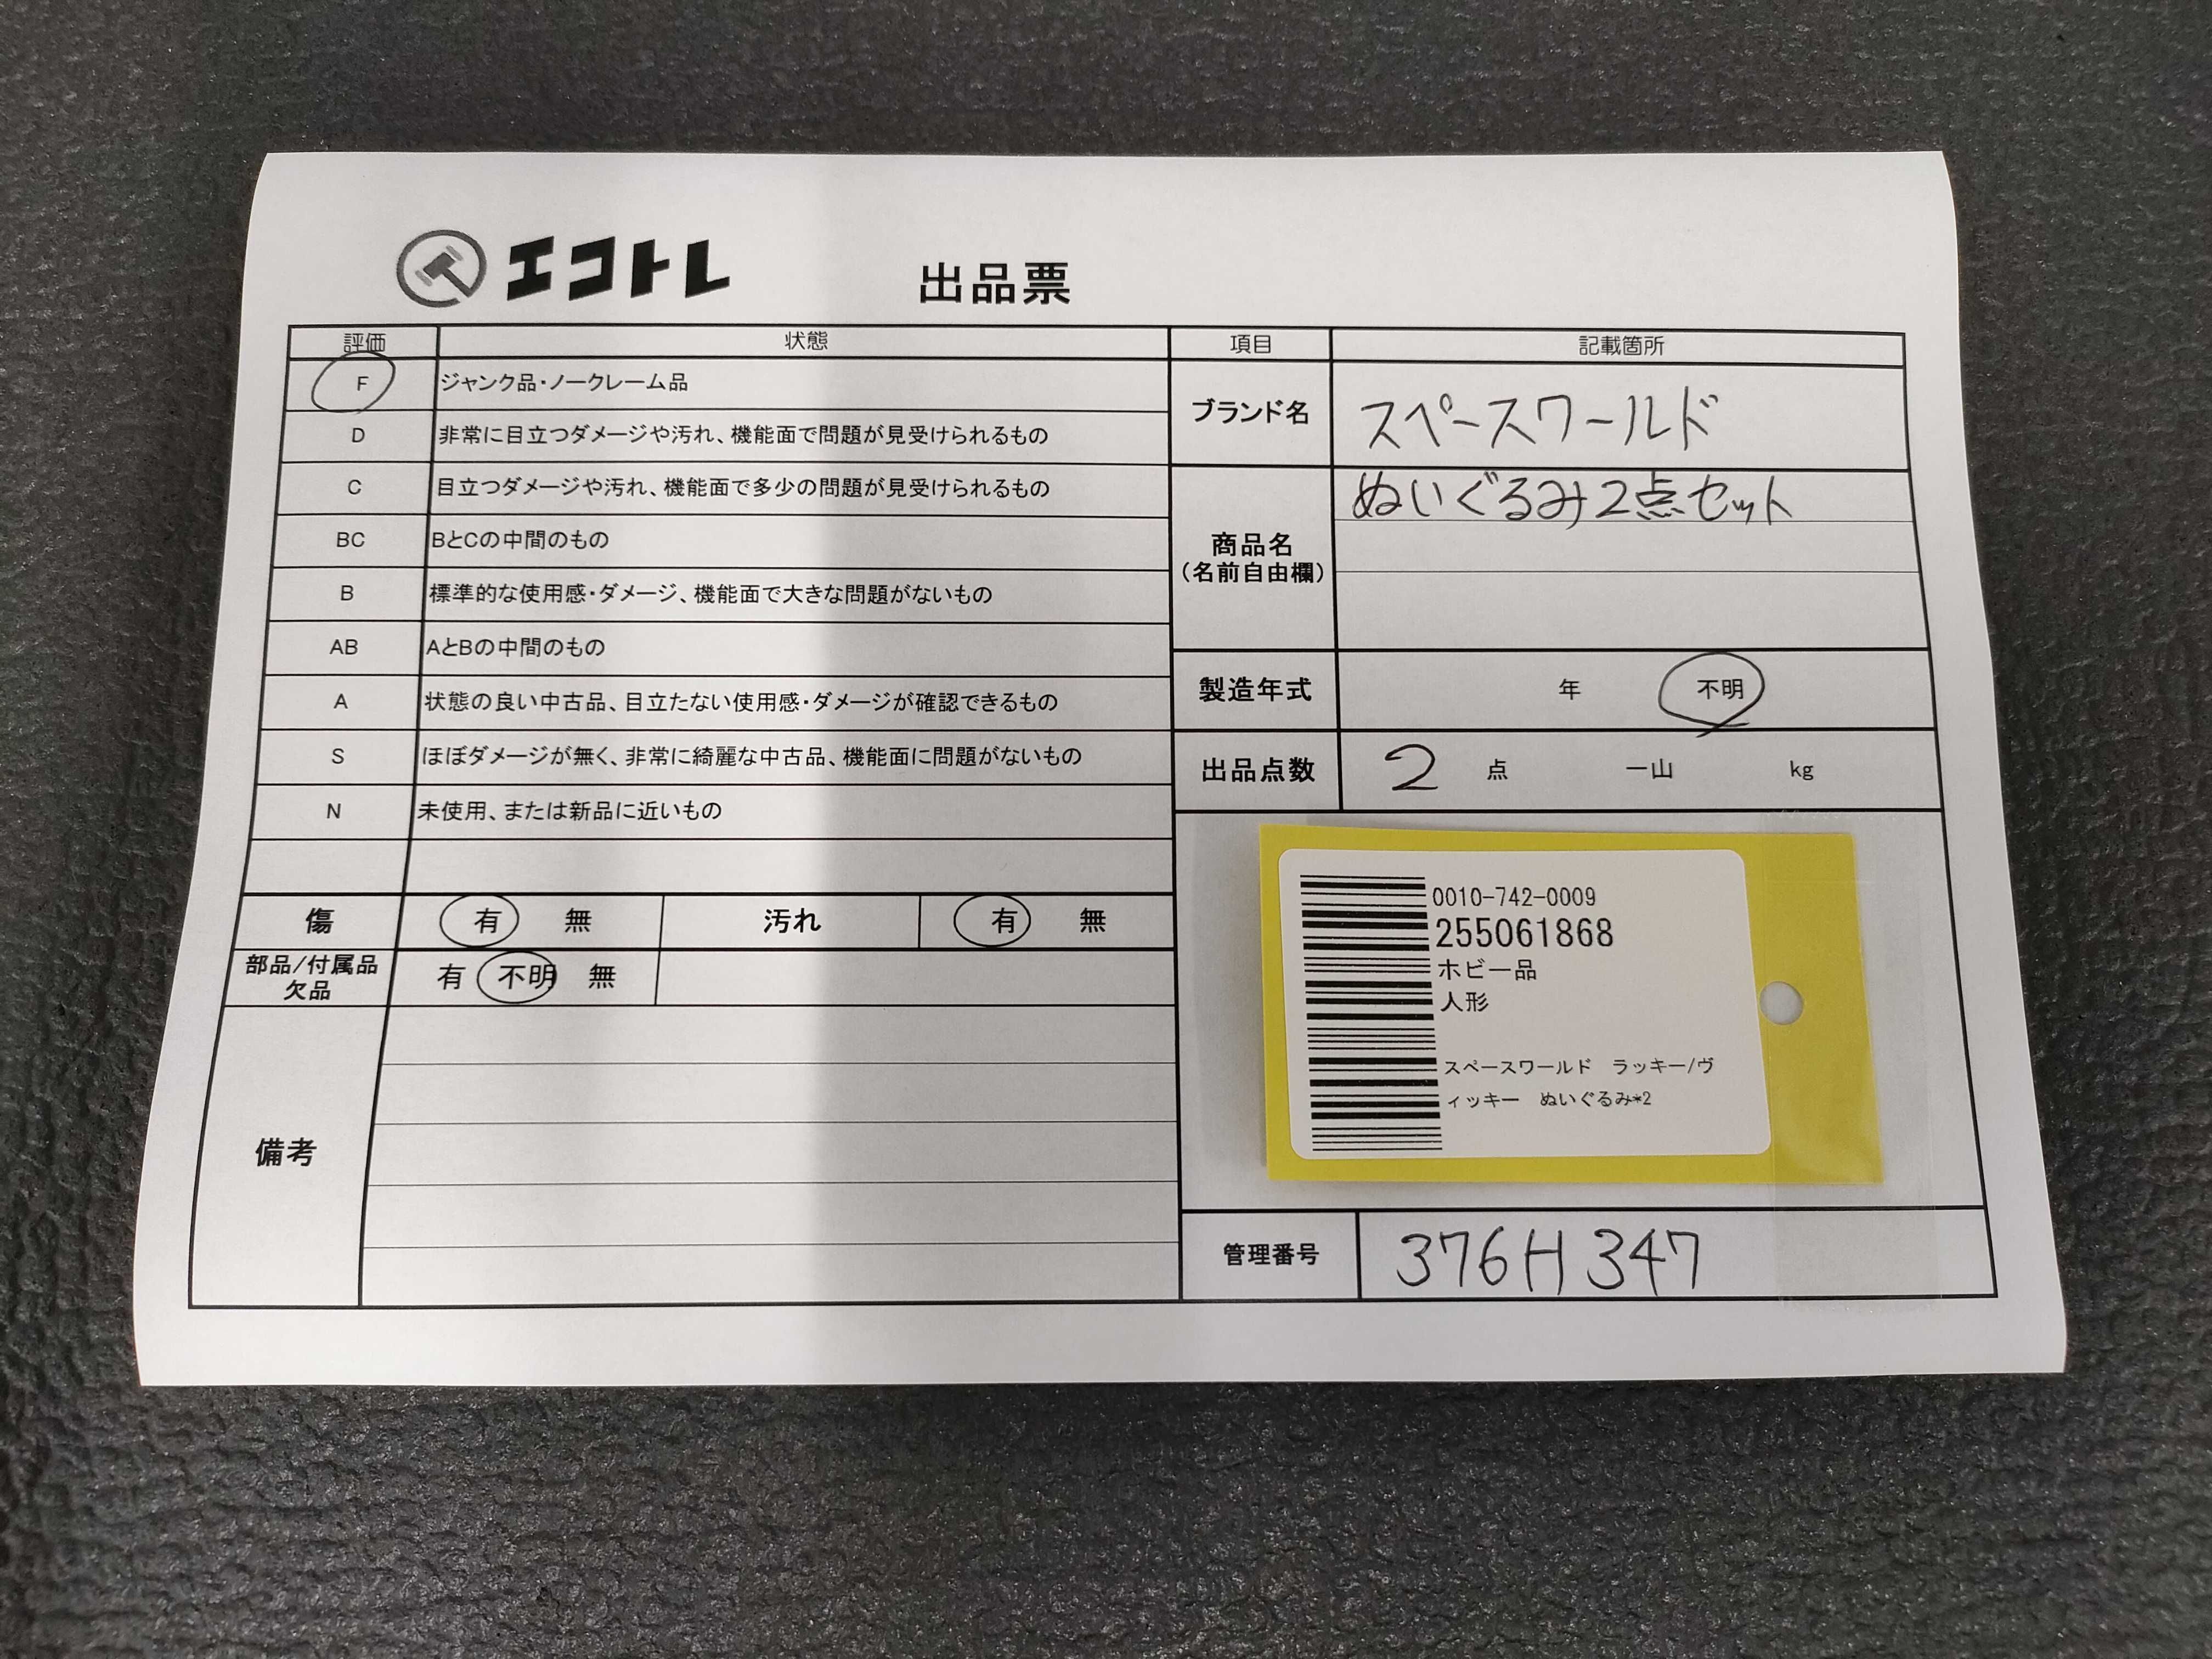 エコトレ
出品票
評価 状態
F ジャンク品・ノークレーム品
D 非常に目立つダメージや汚れ、機能面で問題が見受けられるもの
C 目立つダメージや汚れ、機能面で多少の問題が見受けられるもの
BC BとCの中間のもの
B 標準的な使用感・ダメージ、機能面で大きな問題がないもの
AB AとBの中間のもの
A 状態の良い中古品、目立たない使用感・ダメージが確認できるもの
S ほぼダメージが無く、非常に綺麗な中古品、機能面に問題がないもの
N 未使用、または新品に近いもの
傷 有 無 汚れ 有 無
部品/付属品
欠品
有 不明 無
備考
項目 記載箇所
ブランド名 スペースワールド
商品名
(名前自由欄)
ぬいぐるみ2点セット
製造年式 年 不明
出品点数 2 点 一山 kg
0010-742-0009
255061868
ホビー品
人形
スペースワールド ラッキー/ヴ
ィッキー ぬいぐるみ*2
管理番号 376H347